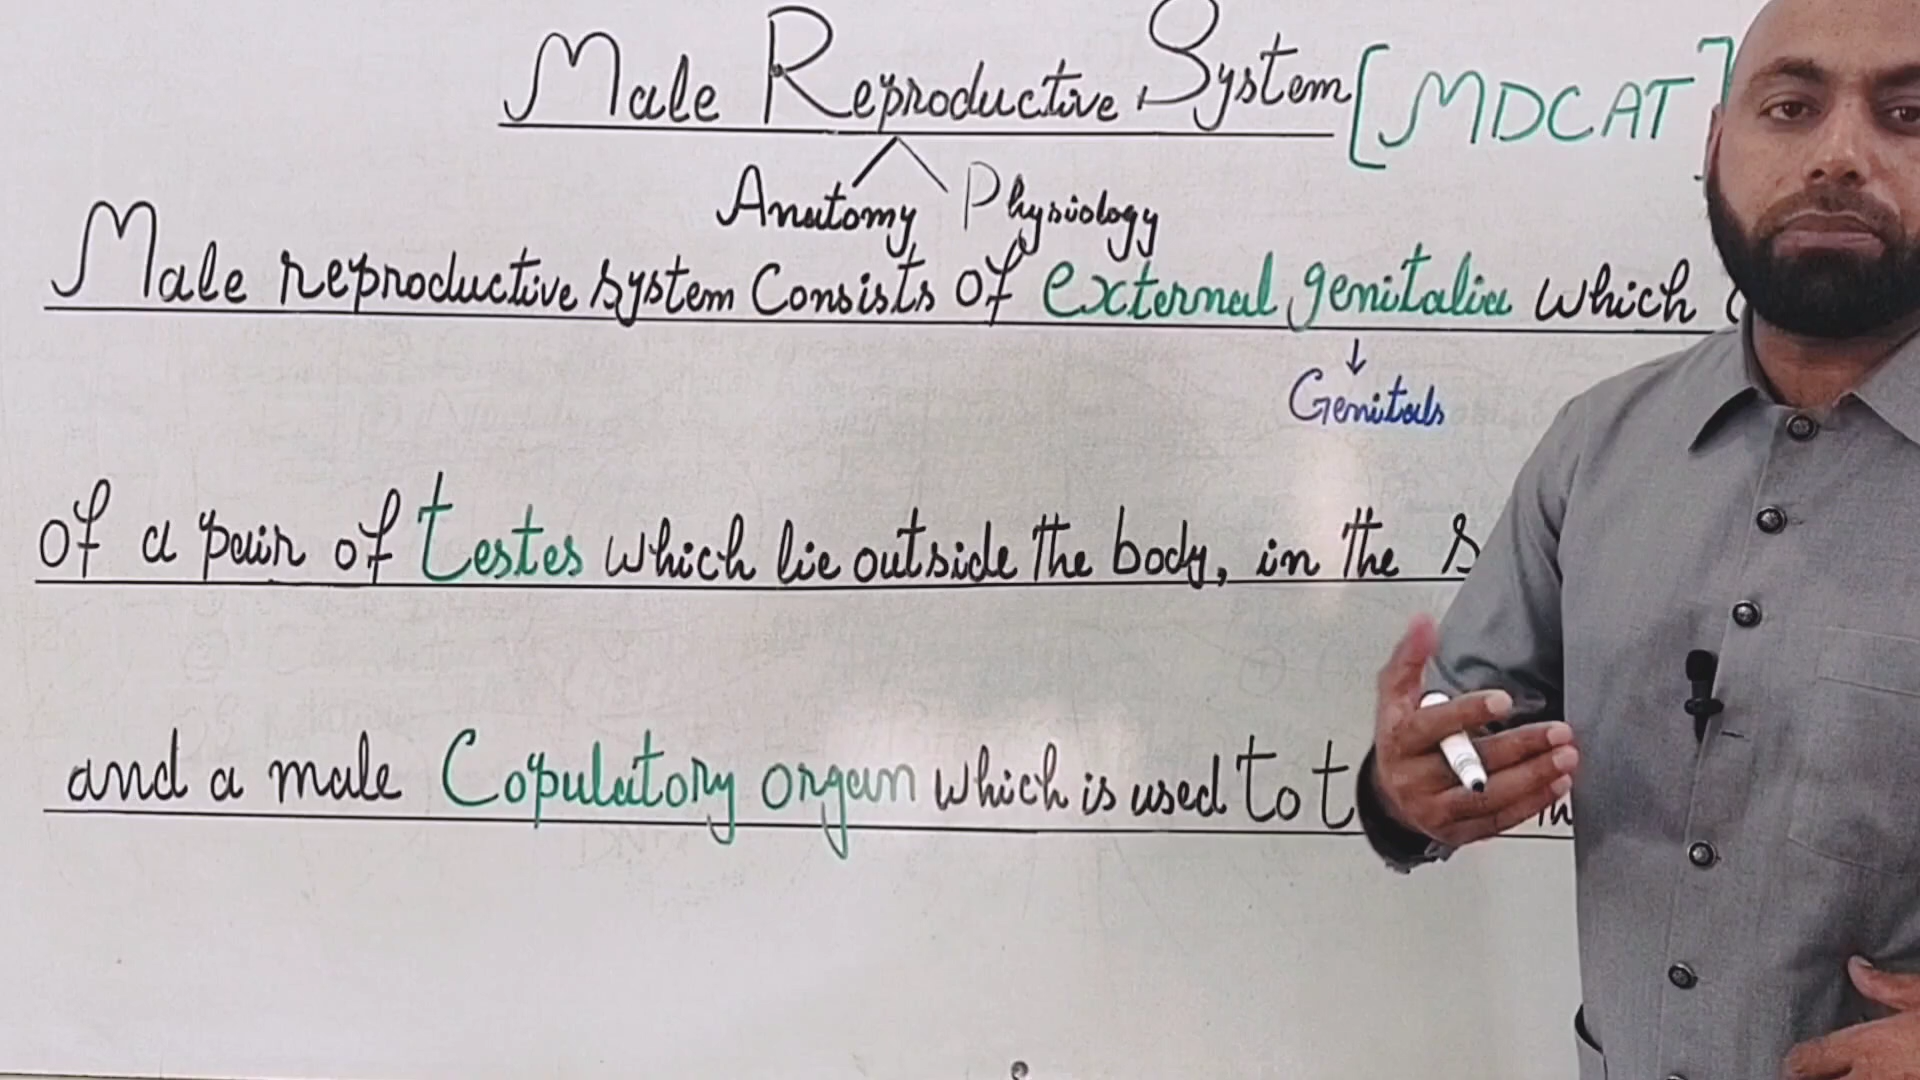 Male Reproductive System [MDCAT]
Anatomy Physiology
Male reproductive system Consists of external genitalia which
Genitals
of a pair of testes which lie outside the body, in the
and a male Copulatory organ which is used to